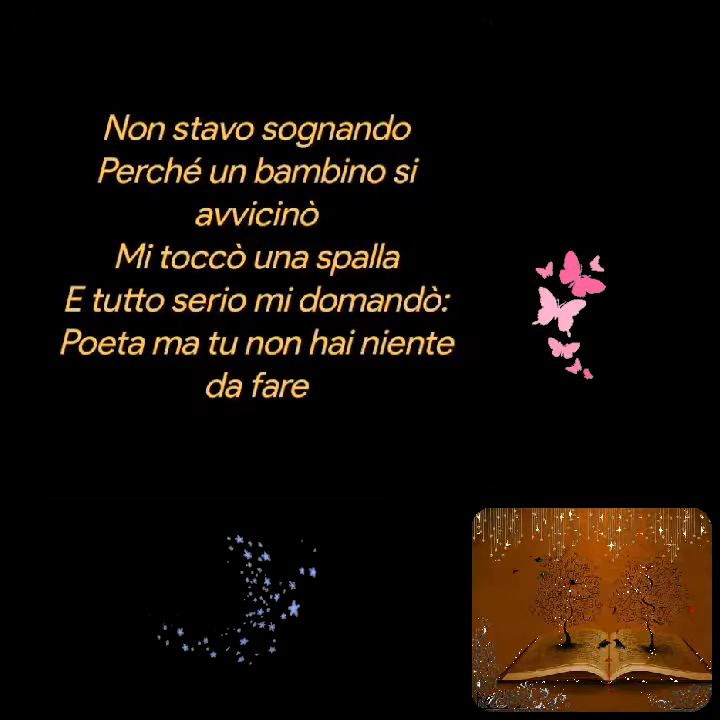 Non stavo sognando
Perché un bambino si
avvicinò
Mi toccò una spalla
E tutto serio mi domandò:
Poeta ma tu non hai niente
da fare